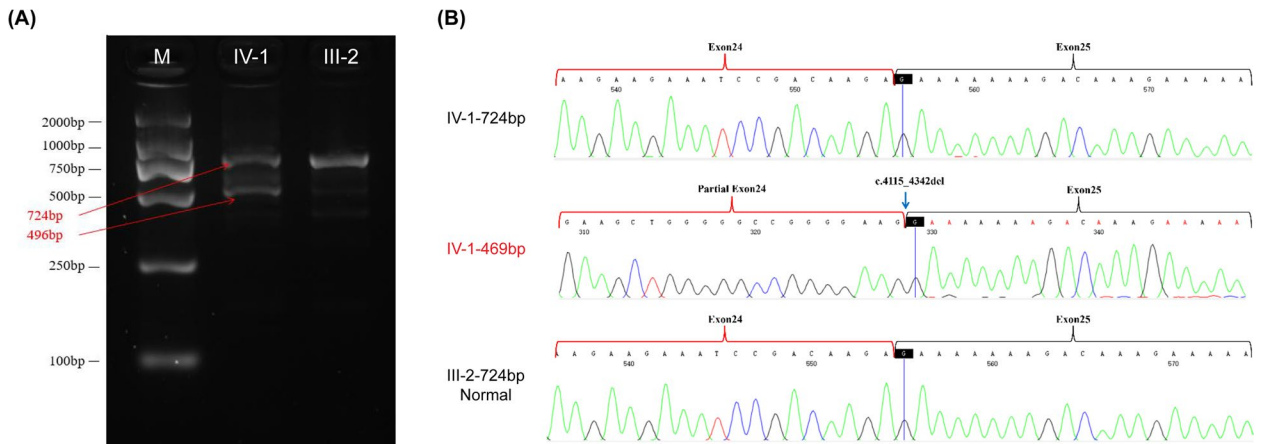 (A)
M IV-1 III-2
2000bp
1000bp
750bp
500bp
724bp
496bp
250bp
100bp
(B)
Exon24 Exon25
A A G A A G A A A T C C G A C A A G A G A A A A A A A G A C A A A G A A A A A
540 550 560 570
IV-1-724bp
c.4115_4342del
Partial Exon24 Exon25
G A A G C T G G G G C C G G G G A A G G A A A A A A A G A C A A A G A A A A A
310 320 330 340
IV-1-469bp
Exon24 Exon25
A A G A A G A A A T C C G A C A A G A G A A A A A A A G A C A A A G A A A A A
540 550 560 570
III-2-724bp
Normal